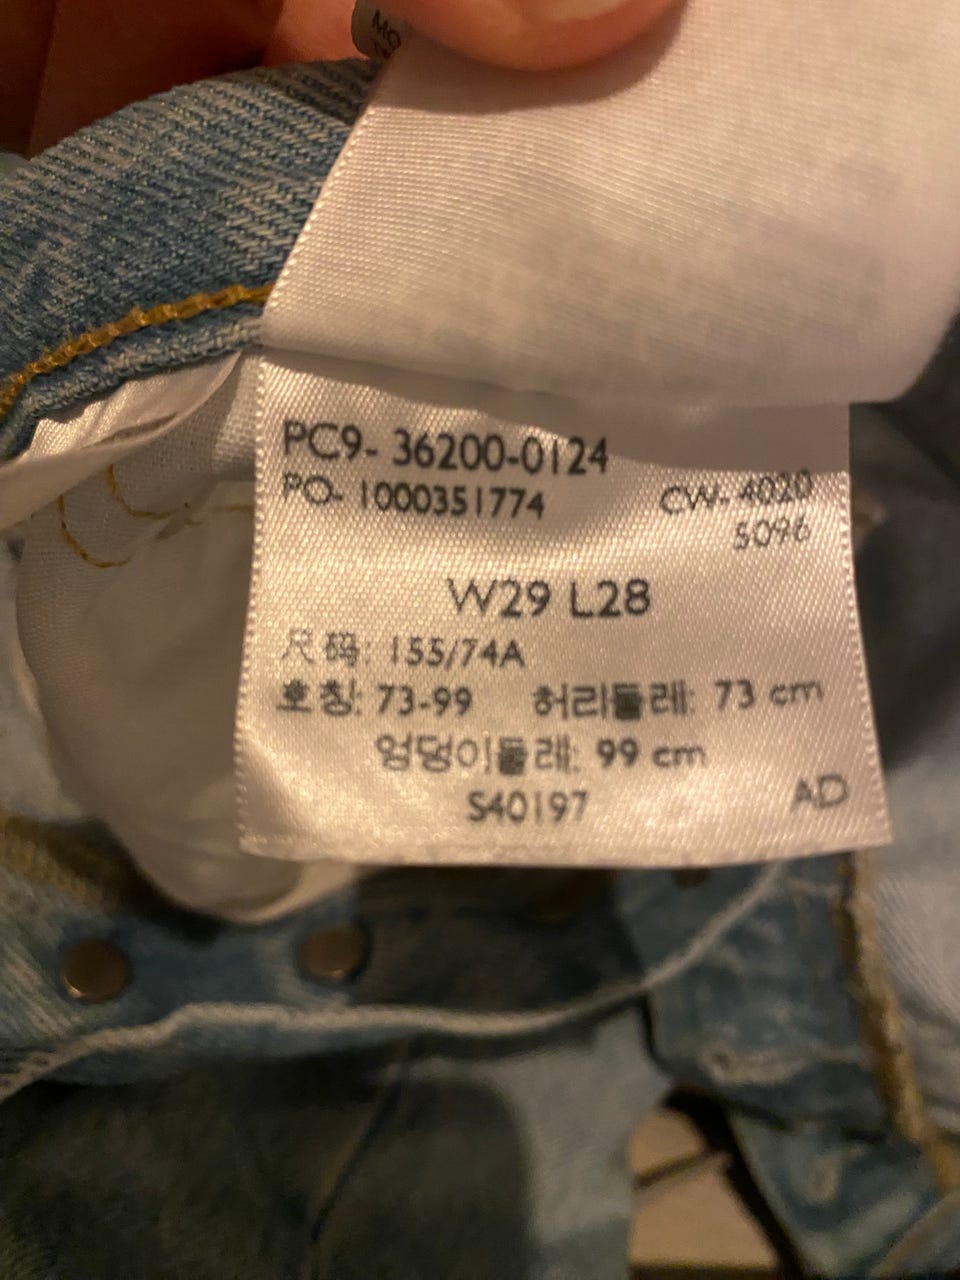 MO
PC9- 36200-0124
PO- 1000351774 CW- 4020
5096
W29 L28
尺码: 155/74A
호칭: 73-99 허리둘레: 73 cm
엉덩이둘레: 99 cm
S40197 AD